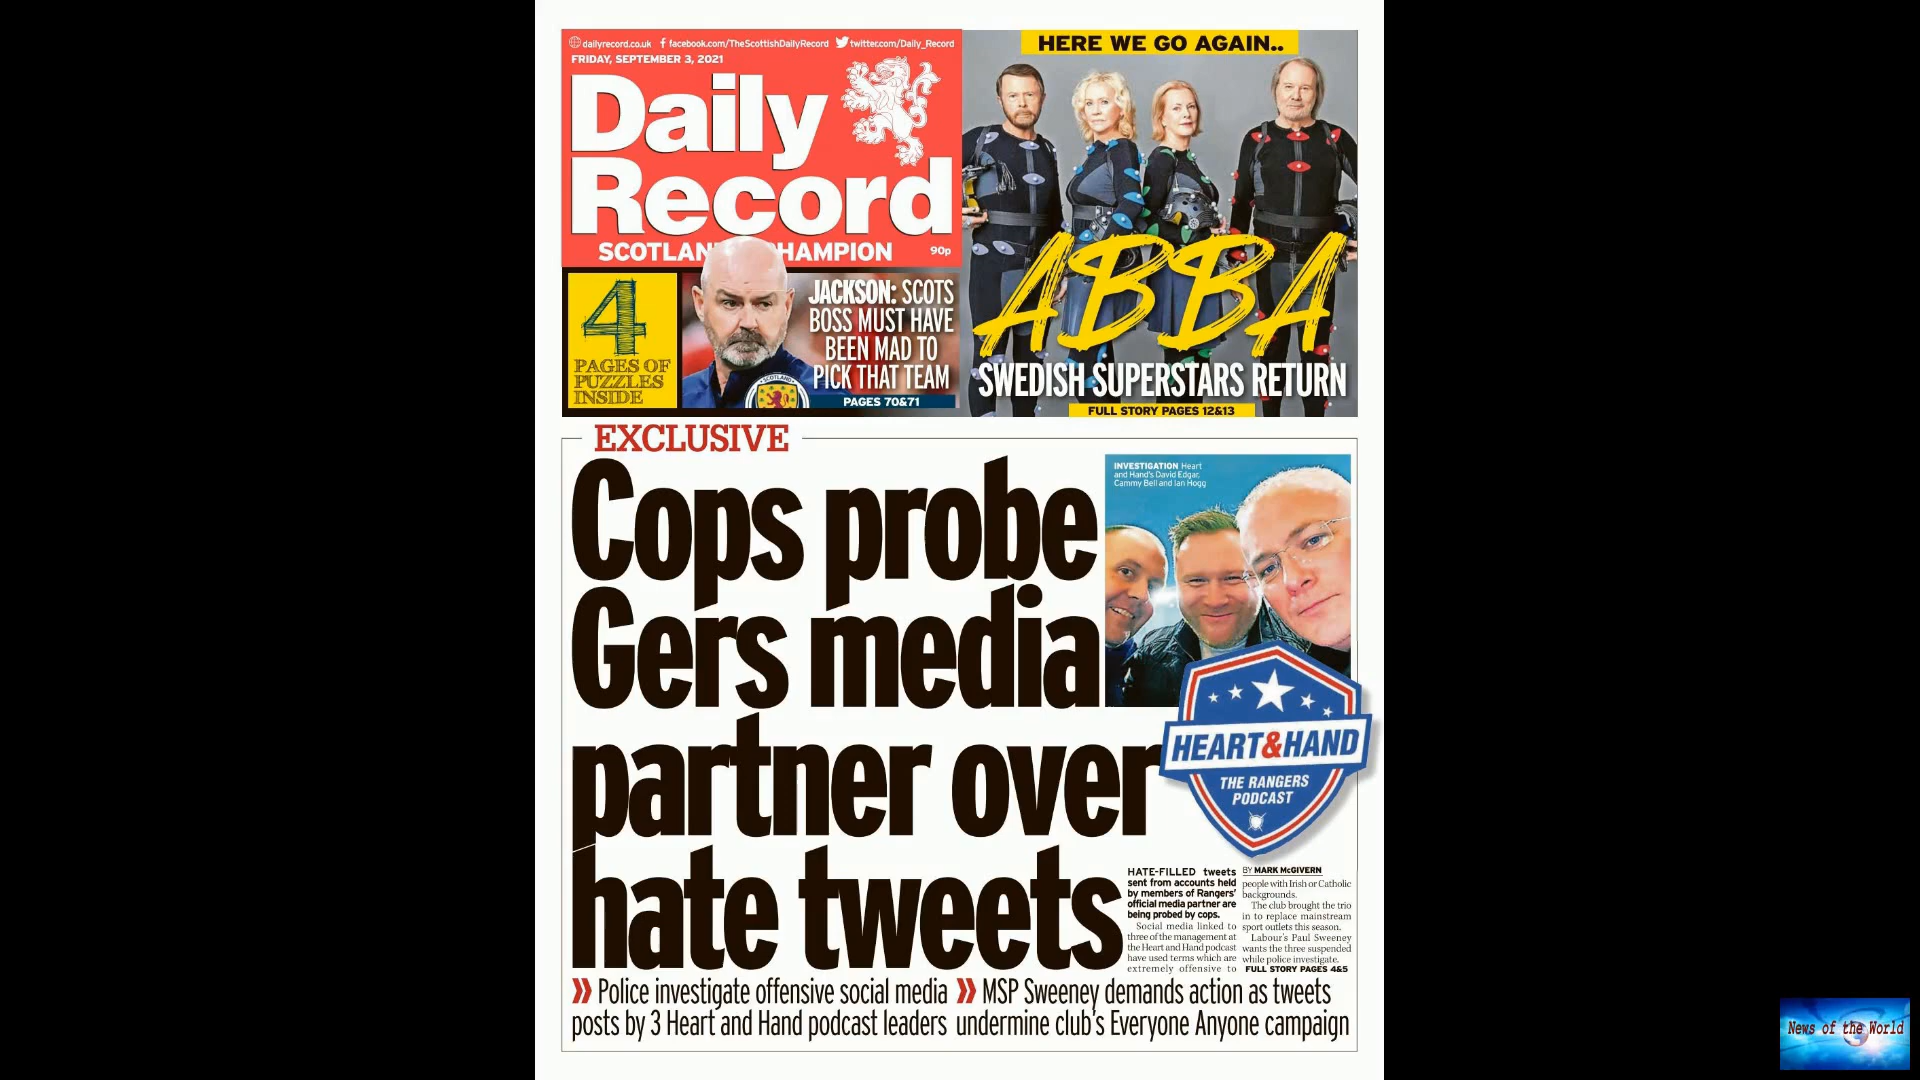 dailyrecord.co.uk facebook.com/TheScottishDailyRecord twitter.com/Daily_Record
FRIDAY, SEPTEMBER 3, 2021
Daily
Record
SCOTLAN HAMPION 90p
4
PAGES OF
PUZZLES
INSIDE
JACKSON: SCOTS
BOSS MUST HAVE
BEEN MAD TO
PICK THAT TEAM
PAGES 70&71
SCOTLAND
HERE WE GO AGAIN..
ABBA
SWEDISH SUPERSTARS RETURN
FULL STORY PAGES 12&13
EXCLUSIVE
Cops probe
Gers media
partner over
hate tweets
INVESTIGATION Heart
and Hand's David Edgar,
Cammy Bell and Ian Hogg
HEART&HAND
THE RANGERS
PODCAST
HATE-FILLED tweets
sent from accounts held
by members of Rangers'
official media partner are
being probed by cops.
Social media linked to
three of the management at
the Heart and Hand podcast
have used terms which are
extremely offensive to
BY MARK McGIVERN
people with Irish or Catholic
backgrounds.
The club brought the trio
in to replace mainstream
sport outlets this season.
Labour's Paul Sweeney
wants the three suspended
while police investigate.
FULL STORY PAGES 4&5
» Police investigate offensive social media
posts by 3 Heart and Hand podcast leaders
» MSP Sweeney demands action as tweets
undermine club's Everyone Anyone campaign
News of the World